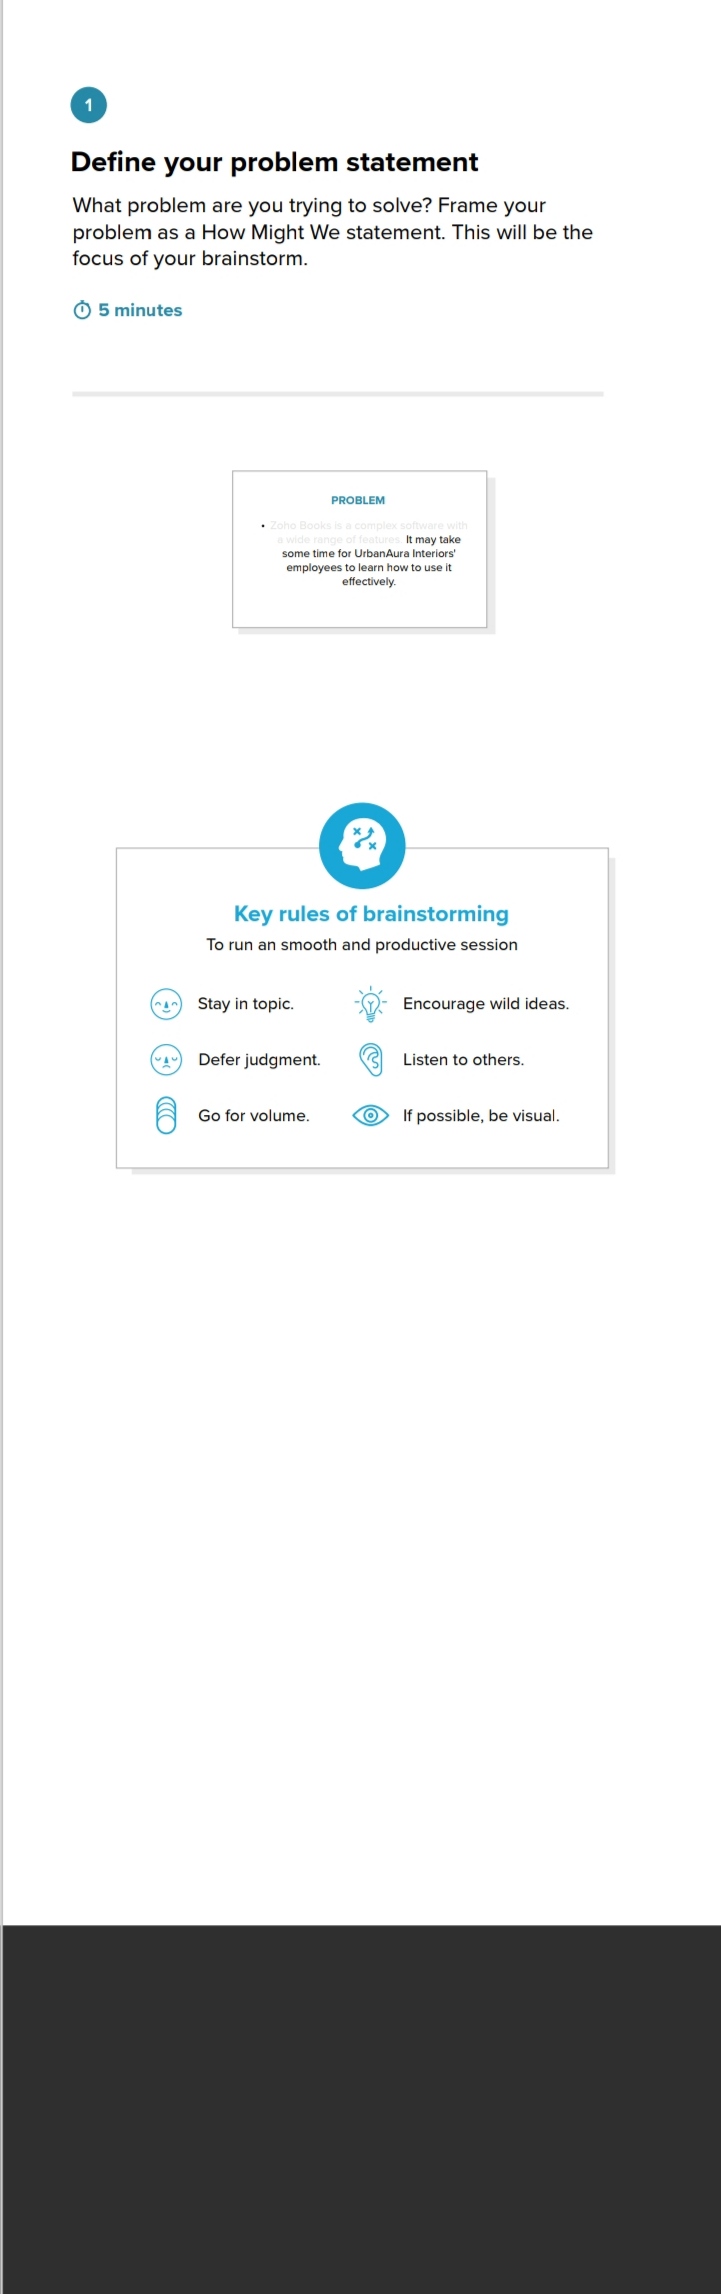 1
Define your problem statement
What problem are you trying to solve? Frame your
problem as a How Might We statement. This will be the
focus of your brainstorm.
5 minutes
PROBLEM
• Zoho Books is a complex software with
a wide range of features. It may take
some time for UrbanAura Interiors'
employees to learn how to use it
effectively.
Key rules of brainstorming
To run an smooth and productive session
Stay in topic.
Encourage wild ideas.
Defer judgment.
Listen to others.
Go for volume.
If possible, be visual.